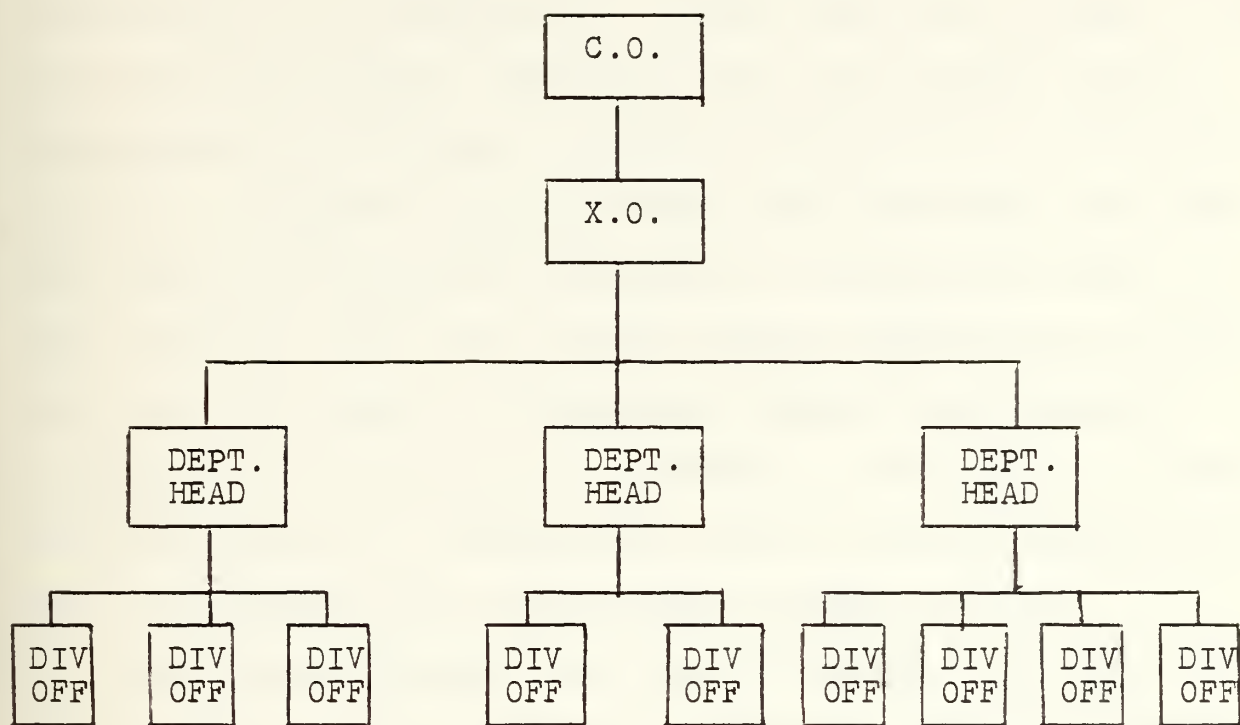 C.O.
X.O.
DEPT.
HEAD
DEPT.
HEAD
DEPT.
HEAD
DIV
OFF
DIV
OFF
DIV
OFF
DIV
OFF
DIV
OFF
DIV
OFF
DIV
OFF
DIV
OFF
DIV
OFF